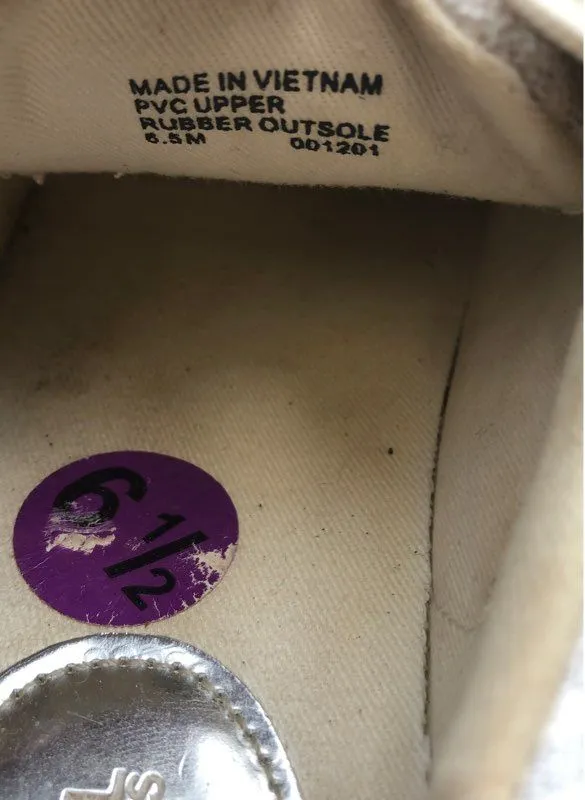 MADE IN VIETNAM
PVC UPPER
RUBBER OUTSOLE
6.5M 001201
6 1/2